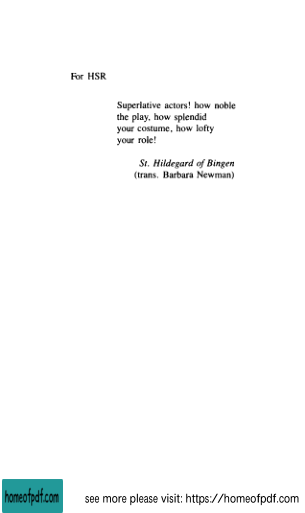 For HSR
Superlative actors! how noble
the play, how splendid
your costume, how lofty
your role!
St. Hildegard of Bingen
(trans. Barbara Newman)
homeofpdf.com
see more please visit: https://homeofpdf.com